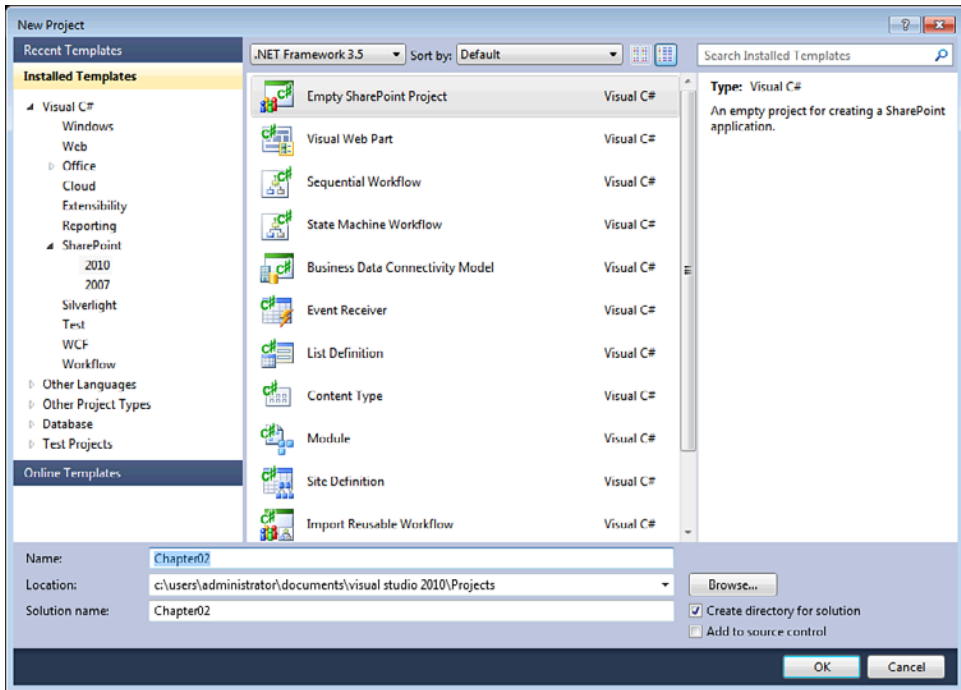 New Project
Recent Templates
Installed Templates
Visual C#
Windows
Web
Office
Cloud
Extensibility
Reporting
SharePoint
2010
2007
Silverlight
Test
WCF
Workflow
Other Languages
Other Project Types
Database
Test Projects
Online Templates
.NET Framework 3.5 Sort by: Default
Empty SharePoint Project Visual C#
Visual Web Part Visual C#
Sequential Workflow Visual C#
State Machine Workflow Visual C#
Business Data Connectivity Model Visual C#
Event Receiver Visual C#
List Definition Visual C#
Content Type Visual C#
Module Visual C#
Site Definition Visual C#
Import Reusable Workflow Visual C#
Search Installed Templates
Type: Visual C#
An empty project for creating a SharePoint
application.
Name: Chapter02
Location: c:\users\administrator\documents\visual studio 2010\Projects Browse...
Solution name: Chapter02
Create directory for solution
Add to source control
OK Cancel